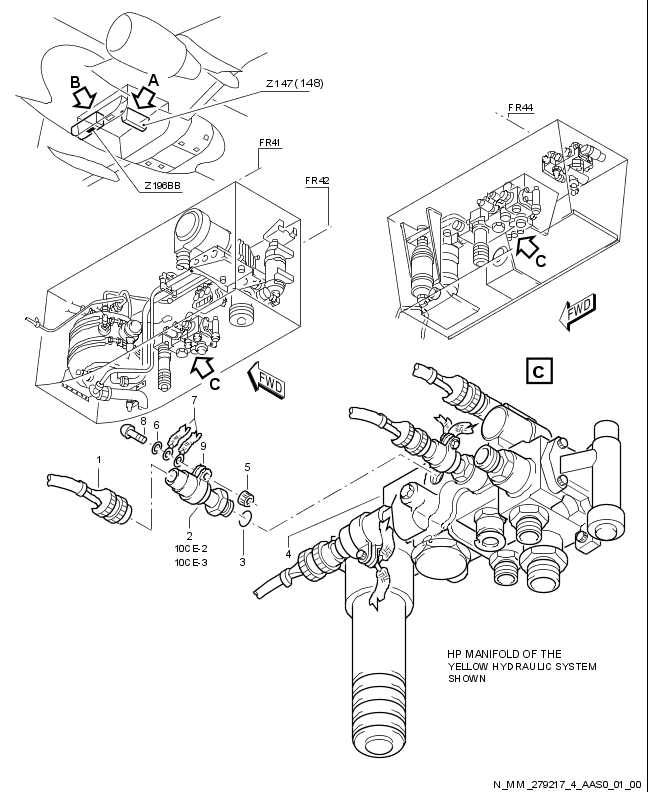 B
A
Z147(148)
FR44
FR41
FR42
Z196BB
C
FWD
C
FWD
C
7
8
6
9
1
5
2
10CE-2
10CE-3
3
4
HP MANIFOLD OF THE
YELLOW HYDRAULIC SYSTEM
SHOWN
N_MM_279217_4_AAS0_01_00